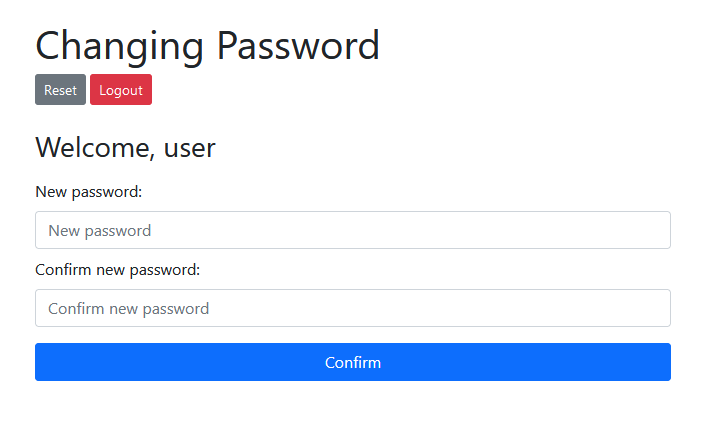 Changing Password
Reset Logout
Welcome, user
New password:
New password
Confirm new password:
Confirm new password
Confirm